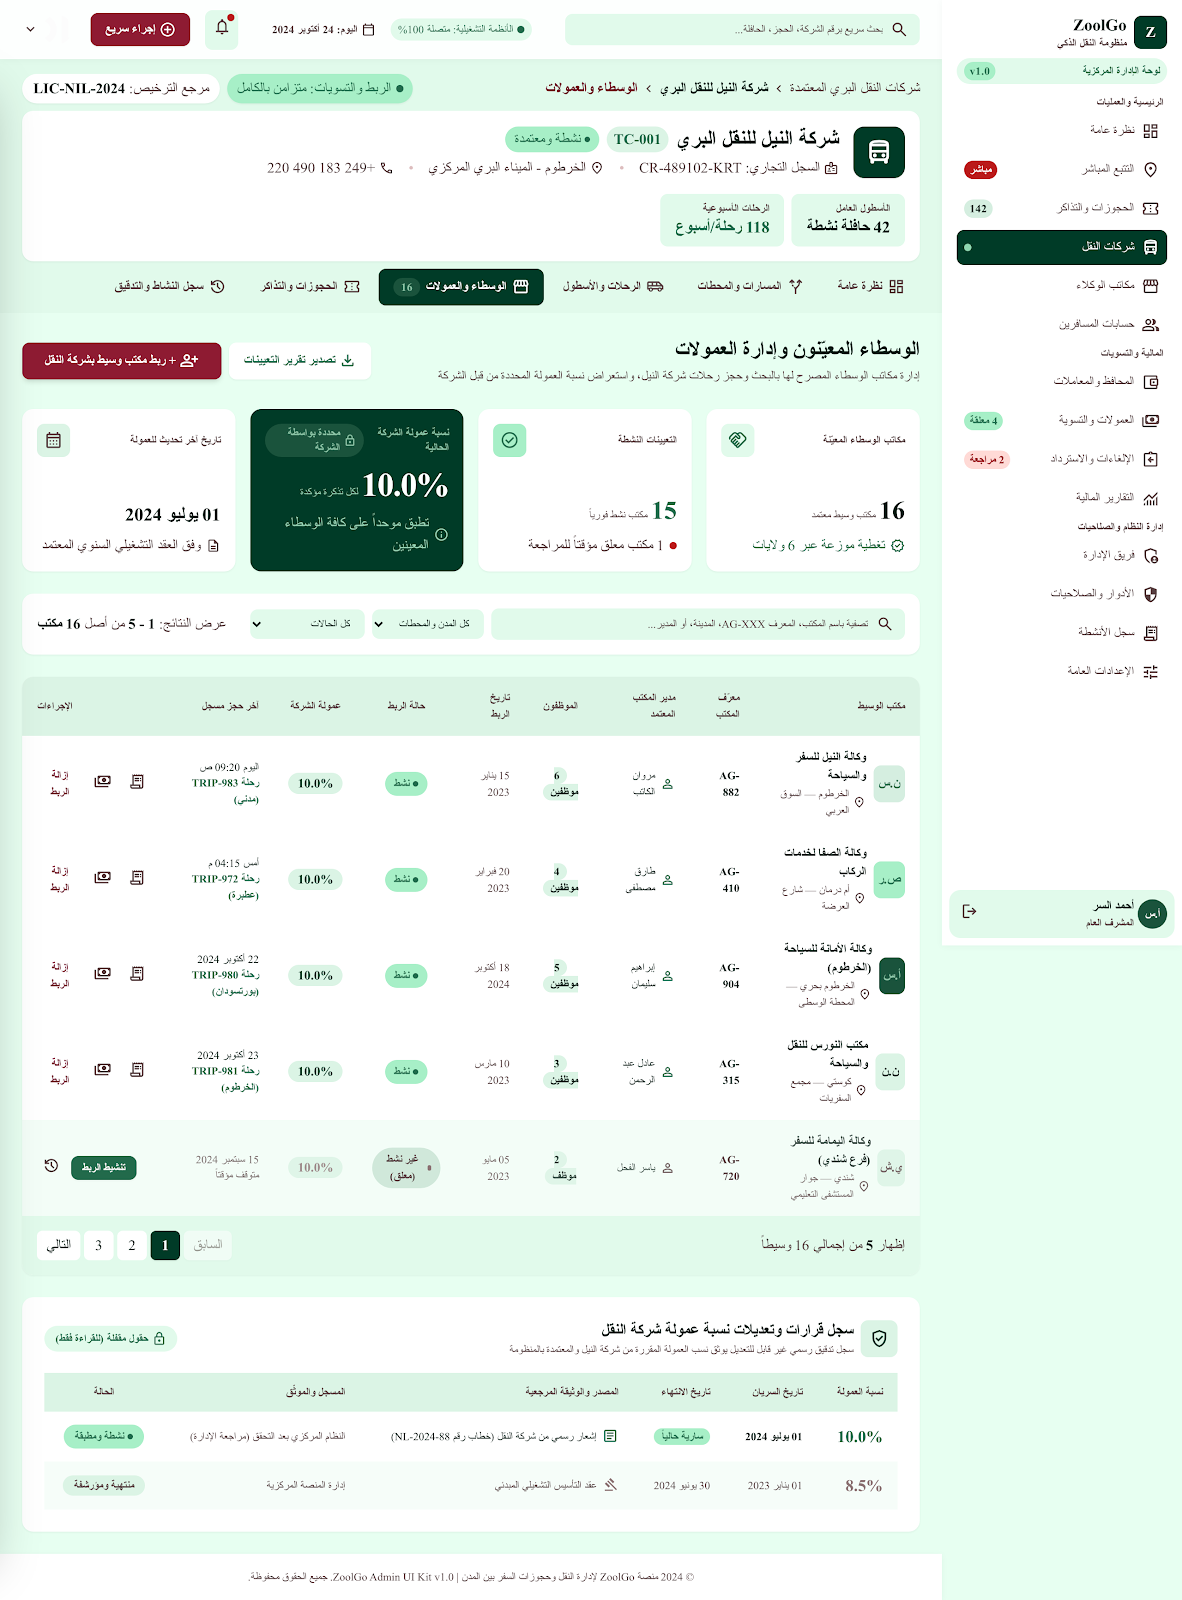 ZoolGo
منظومة النقل الذكي
Z
لوحة الإدارة المركزية
v1.0
الرئيسية والعمليات
نظرة عامة
التتبع المباشر
مباشر
الحجوزات والتذاكر
142
شركات النقل
مكاتب الوكلاء
حسابات المسافرين
المالية والتسويات
المحافظ والمعاملات
العمولات والتسوية
4 معلقة
الإلغاءات والاسترداد
2 مراجعة
التقارير المالية
إدارة النظام والصلاحيات
فريق الإدارة
الأدوار والصلاحيات
سجل الأنشطة
الإعدادات العامة
أ.س
أحمد السر
المشرف العام
بحث سريع برقم الشركة، الحجز، الحافلة...
الأنظمة التشغيلية: متصلة 100%
اليوم: 24 أكتوبر 2024
إجراء سريع
شركات النقل البري المعتمدة
شركة النيل للنقل البري
الوسطاء والعمولات
الربط والتسويات: متزامن بالكامل
مرجع الترخيص: LIC-NIL-2024
شركة النيل للنقل البري
TC-001
نشطة ومعتمدة
السجل التجاري: CR-489102-KRT
الخرطوم - الميناء البري المركزي
+249 183 490 220
الأسطول العامل
42 حافلة نشطة
الرحلات الأسبوعية
118 رحلة/أسبوع
نظرة عامة
المسارات والمحطات
الرحلات والأسطول
الوسطاء والعمولات
16
الحجوزات والتذاكر
سجل النشاط والتدقيق
الوسطاء المعيّنون وإدارة العمولات
إدارة مكاتب الوسطاء المصرح لها بالبحث وحجز رحلات شركة النيل، واستعراض نسبة العمولة المحددة من قبل الشركة
تصدير تقرير التعيينات
+ ربط مكتب وسيط بشركة النقل
مكاتب الوسطاء المعيّنة
16 مكتب وسيط معتمد
تغطية موزعة عبر 6 ولايات
التعيينات النشطة
15 مكتب نشط فورياً
1 مكتب معلق مؤقتاً للمراجعة
نسبة عمولة الشركة
الحالية
محددة بواسطة
الشركة
10.0% لكل تذكرة مؤكدة
تطبق موحداً على كافة الوسطاء
المعينين
تاريخ آخر تحديث للعمولة
01 يوليو 2024
وفق العقد التشغيلي السنوي المعتمد
تصفية باسم المكتب، المعرف AG-XXX، المدينة، أو المدير...
كل المدن والمحطات
كل الحالات
عرض النتائج: 1 - 5 من أصل 16 مكتب
مكتب الوسيط
معرّف
المكتب
مدير المكتب
المعتمد
الموظفون
تاريخ
الربط
حالة الربط
عمولة الشركة
آخر حجز مسجل
الإجراءات
ن.س
وكالة النيل للسفر
والسياحة
الخرطوم — السوق
العربي
AG-
882
مروان
الكاتب
6
موظفين
15 يناير
2023
نشط
10.0%
اليوم 09:20 ص
رحلة TRIP-983
(مدني)
إزالة
الربط
ص.ر
وكالة الصفا لخدمات
الركاب
أم درمان — شارع
العرضة
AG-
410
طارق
مصطفى
4
موظفين
20 فبراير
2023
نشط
10.0%
أمس 04:15 م
رحلة TRIP-972
(عطبرة)
إزالة
الربط
أ.س
وكالة الأمانة للسياحة
(الخرطوم)
الخرطوم بحري —
المحطة الوسطى
AG-
904
إبراهيم
سليمان
5
موظفين
18 أكتوبر
2024
نشط
10.0%
22 أكتوبر 2024
رحلة TRIP-980
(بورتسودان)
إزالة
الربط
ن.ن
مكتب النورس للنقل
والسياحة
كوستي — مجمع
السفريات
AG-
315
عادل عبد
الرحمن
3
موظفين
10 مارس
2023
نشط
10.0%
23 أكتوبر 2024
رحلة TRIP-981
(الخرطوم)
إزالة
الربط
ي.ش
وكالة اليمامة للسفر
(فرع شندي)
شندي — جوار
المستشفى التعليمي
AG-
720
ياسر الفحل
2
موظف
05 مايو
2023
غير نشط
(معلق)
10.0%
15 سبتمبر 2024
متوقف مؤقتاً
تنشيط الربط
إظهار 5 من إجمالي 16 وسيطاً
السابق
1
2
3
التالي
سجل قرارات وتعديلات نسبة عمولة شركة النقل
سجل تدقيق رسمي غير قابل للتعديل يوثق نسب العمولة المقررة من شركة النيل والمعتمدة بالمنظومة
حقول مقفلة (للقراءة فقط)
نسبة العمولة
تاريخ السريان
تاريخ الانتهاء
المصدر والوثيقة المرجعية
المسجل والموثّق
الحالة
10.0%
01 يوليو 2024
سارية حالياً
إشعار رسمي من شركة النقل (خطاب رقم NL-2024-88)
النظام المركزي بعد التحقق (مراجعة الإدارة)
نشطة ومطبقة
8.5%
01 يناير 2023
30 يونيو 2024
عقد التأسيس التشغيلي المبدئي
إدارة المنصة المركزية
منتهية ومؤرشفة
© 2024 منصة ZoolGo لإدارة النقل وحجوزات السفر بين المدن | ZoolGo Admin UI Kit v1.0. جميع الحقوق محفوظة.